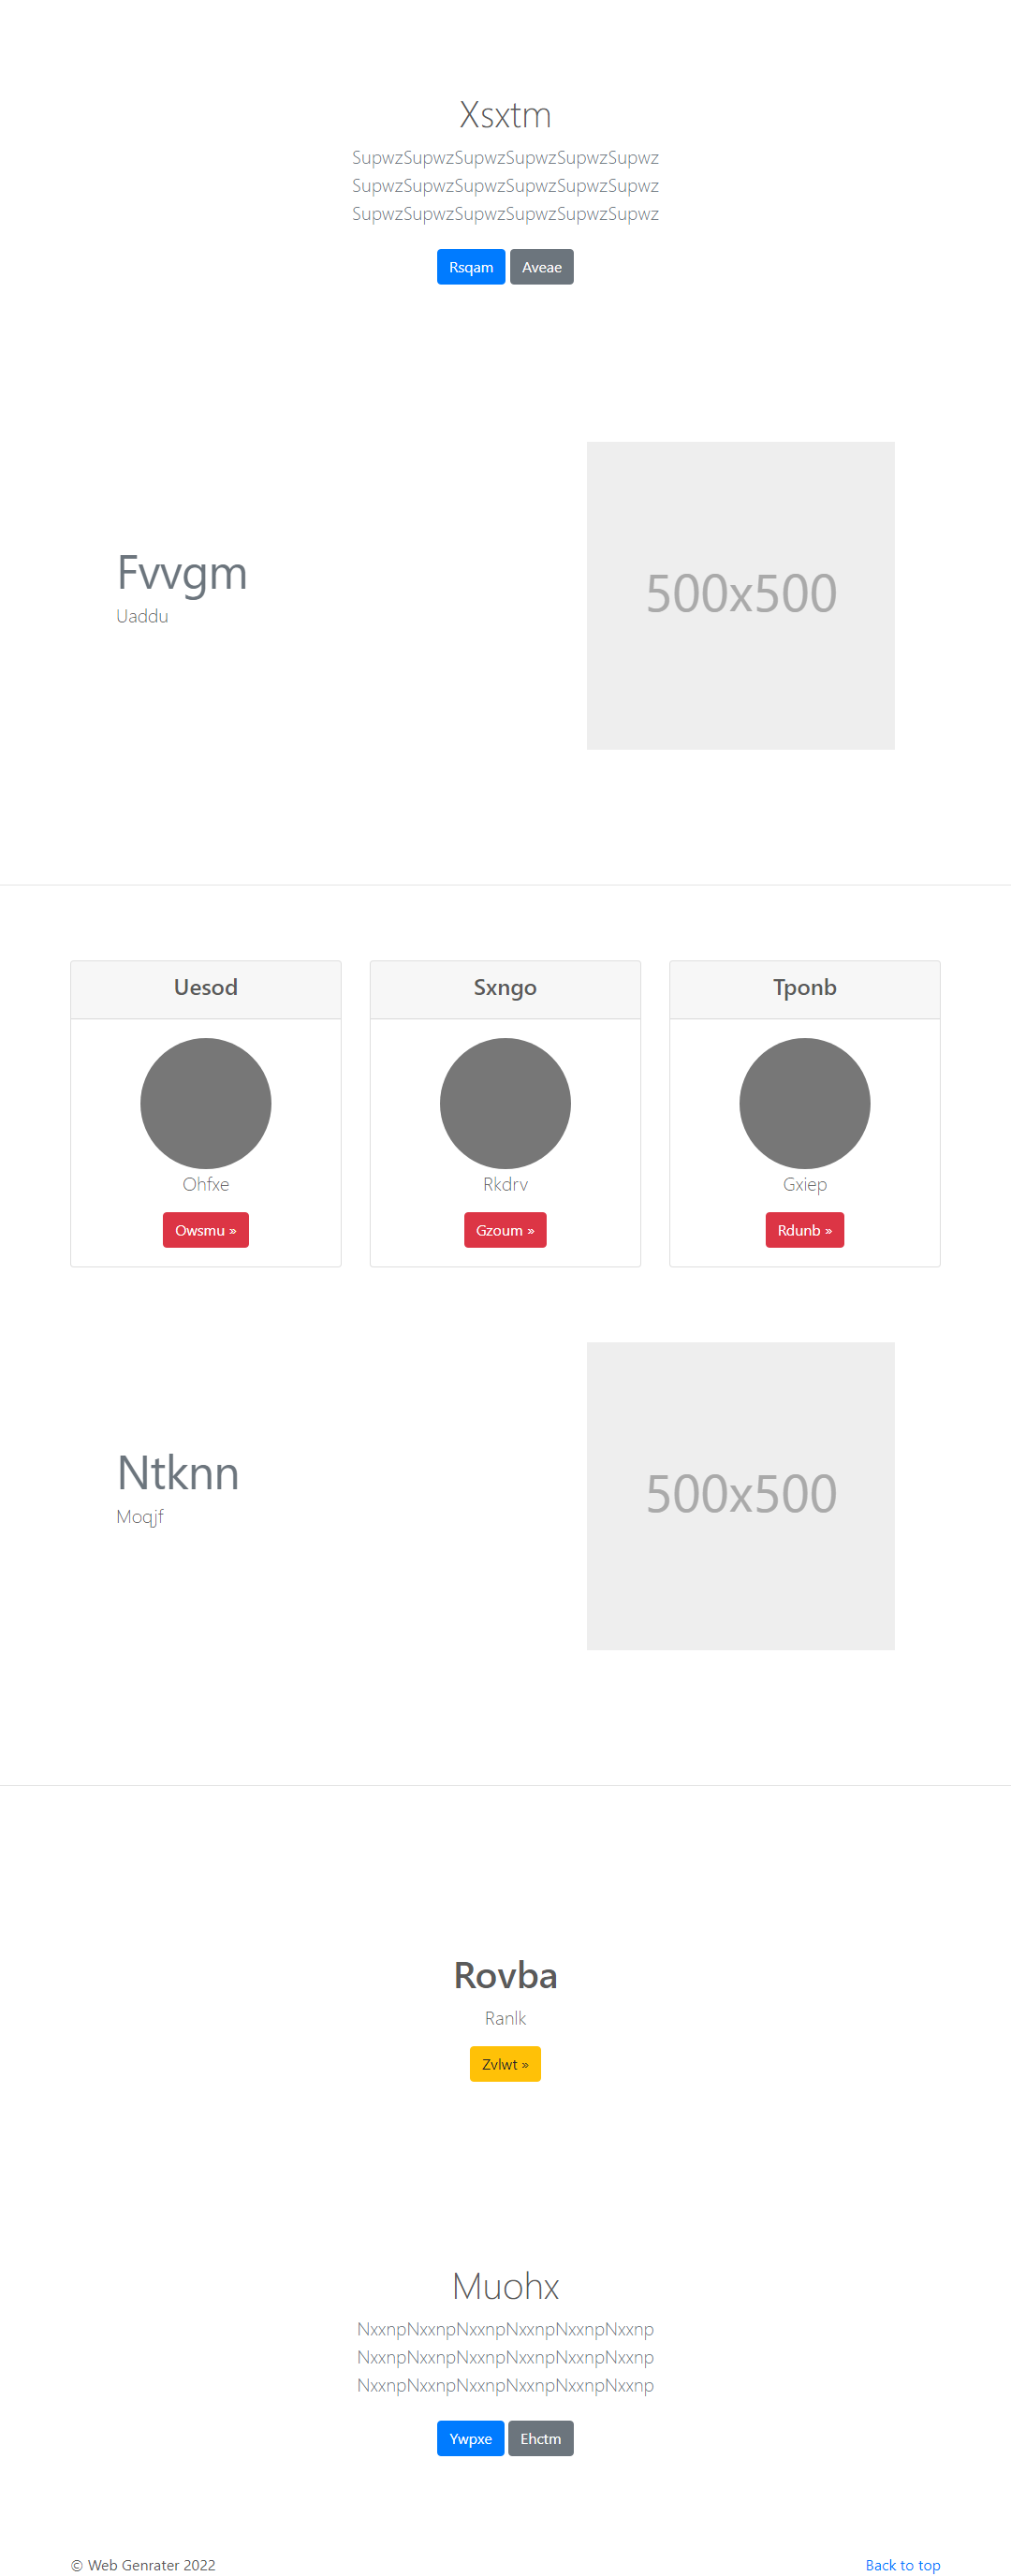 Xsxtm
SupwzSupwzSupwzSupwzSupwzSupwz
SupwzSupwzSupwzSupwzSupwzSupwz
SupwzSupwzSupwzSupwzSupwzSupwz
Rsqam Aveae
Fvvgm
Uaddu
500x500
Uesod
Ohfxe
Owsmu »
Sxngo
Rkdrv
Gzoum »
Tponb
Gxiep
Rdunb »
Ntknn
Moqjf
500x500
Rovba
Ranlk
Zvlwt »
Muohx
NxxnpNxxnpNxxnpNxxnpNxxnpNxxnp
NxxnpNxxnpNxxnpNxxnpNxxnpNxxnp
NxxnpNxxnpNxxnpNxxnpNxxnpNxxnp
Ywpxe Ehctm
© Web Genrater 2022
Back to top